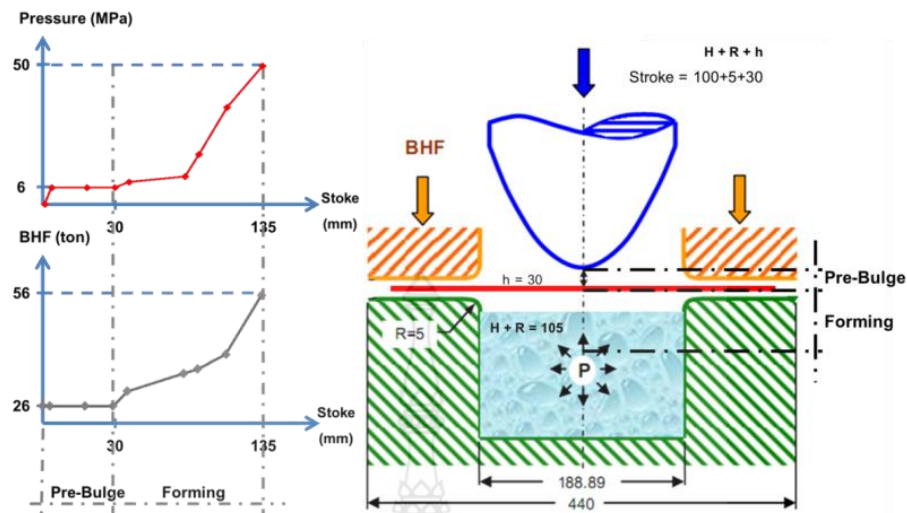 Pressure (MPa)
50
6
30
135
Stoke
(mm)
BHF (ton)
56
26
30
135
Stoke
(mm)
Pre-Bulge
Forming
H + R + h
Stroke = 100+5+30
BHF
h = 30
Pre-Bulge
Forming
R=5
H + R = 105
P
188.89
440